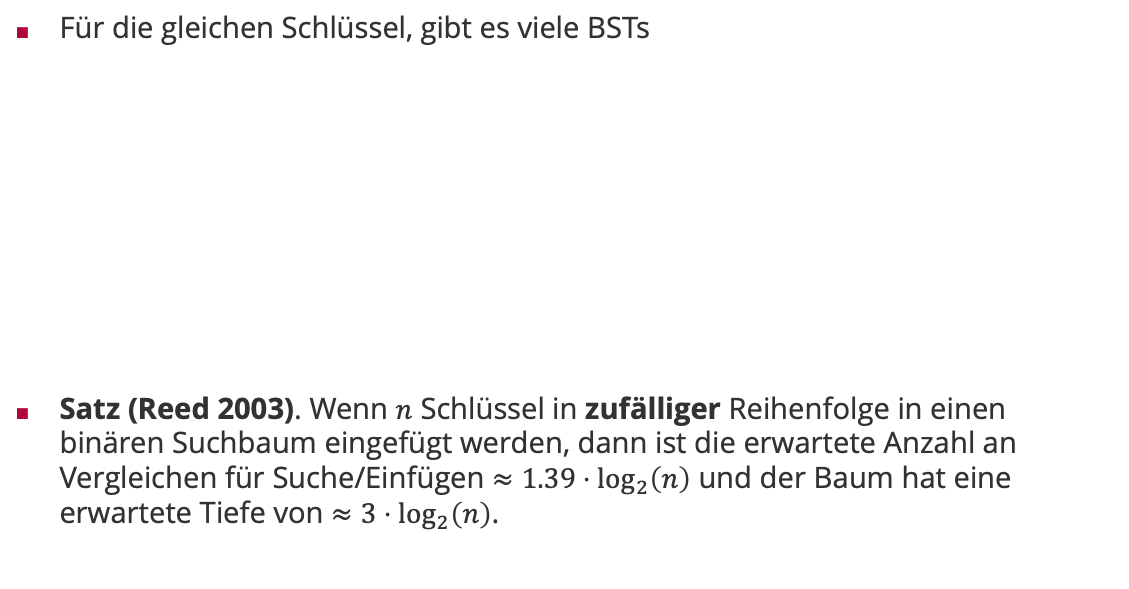 ▪ Für die gleichen Schlüssel, gibt es viele BSTs
▪ Satz (Reed 2003). Wenn n Schlüssel in zufälliger Reihenfolge in einen
binären Suchbaum eingefügt werden, dann ist die erwartete Anzahl an
Vergleichen für Suche/Einfügen ≈ 1.39 · log₂(n) und der Baum hat eine
erwartete Tiefe von ≈ 3 · log₂(n).